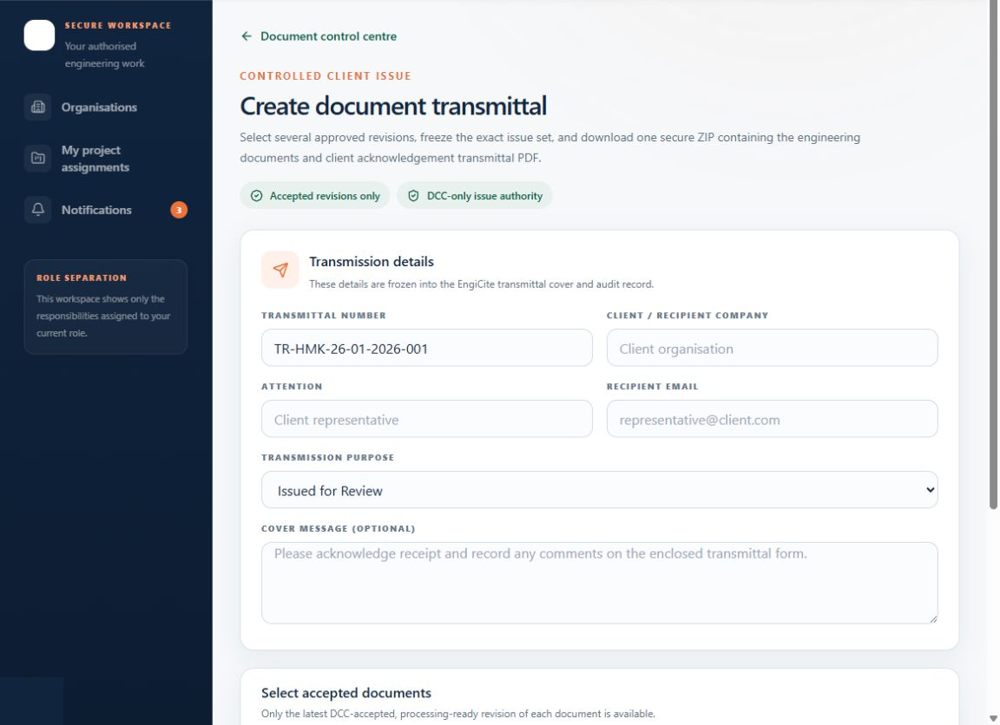 SECURE WORKSPACE
Your authorised
engineering work
Organisations
My project
assignments
Notifications
3
ROLE SEPARATION
This workspace shows only the
responsibilities assigned to your
current role.
← Document control centre
CONTROLLED CLIENT ISSUE
Create document transmittal
Select several approved revisions, freeze the exact issue set, and download one secure ZIP containing the engineering
documents and client acknowledgement transmittal PDF.
Accepted revisions only
DCC-only issue authority
Transmission details
These details are frozen into the EngiCite transmittal cover and audit record.
TRANSMITTAL NUMBER
CLIENT / RECIPIENT COMPANY
TR-HMK-26-01-2026-001
Client organisation
ATTENTION
RECIPIENT EMAIL
Client representative
representative@client.com
TRANSMISSION PURPOSE
Issued for Review
COVER MESSAGE (OPTIONAL)
Please acknowledge receipt and record any comments on the enclosed transmittal form.
Select accepted documents
Only the latest DCC-accepted, processing-ready revision of each document is available.